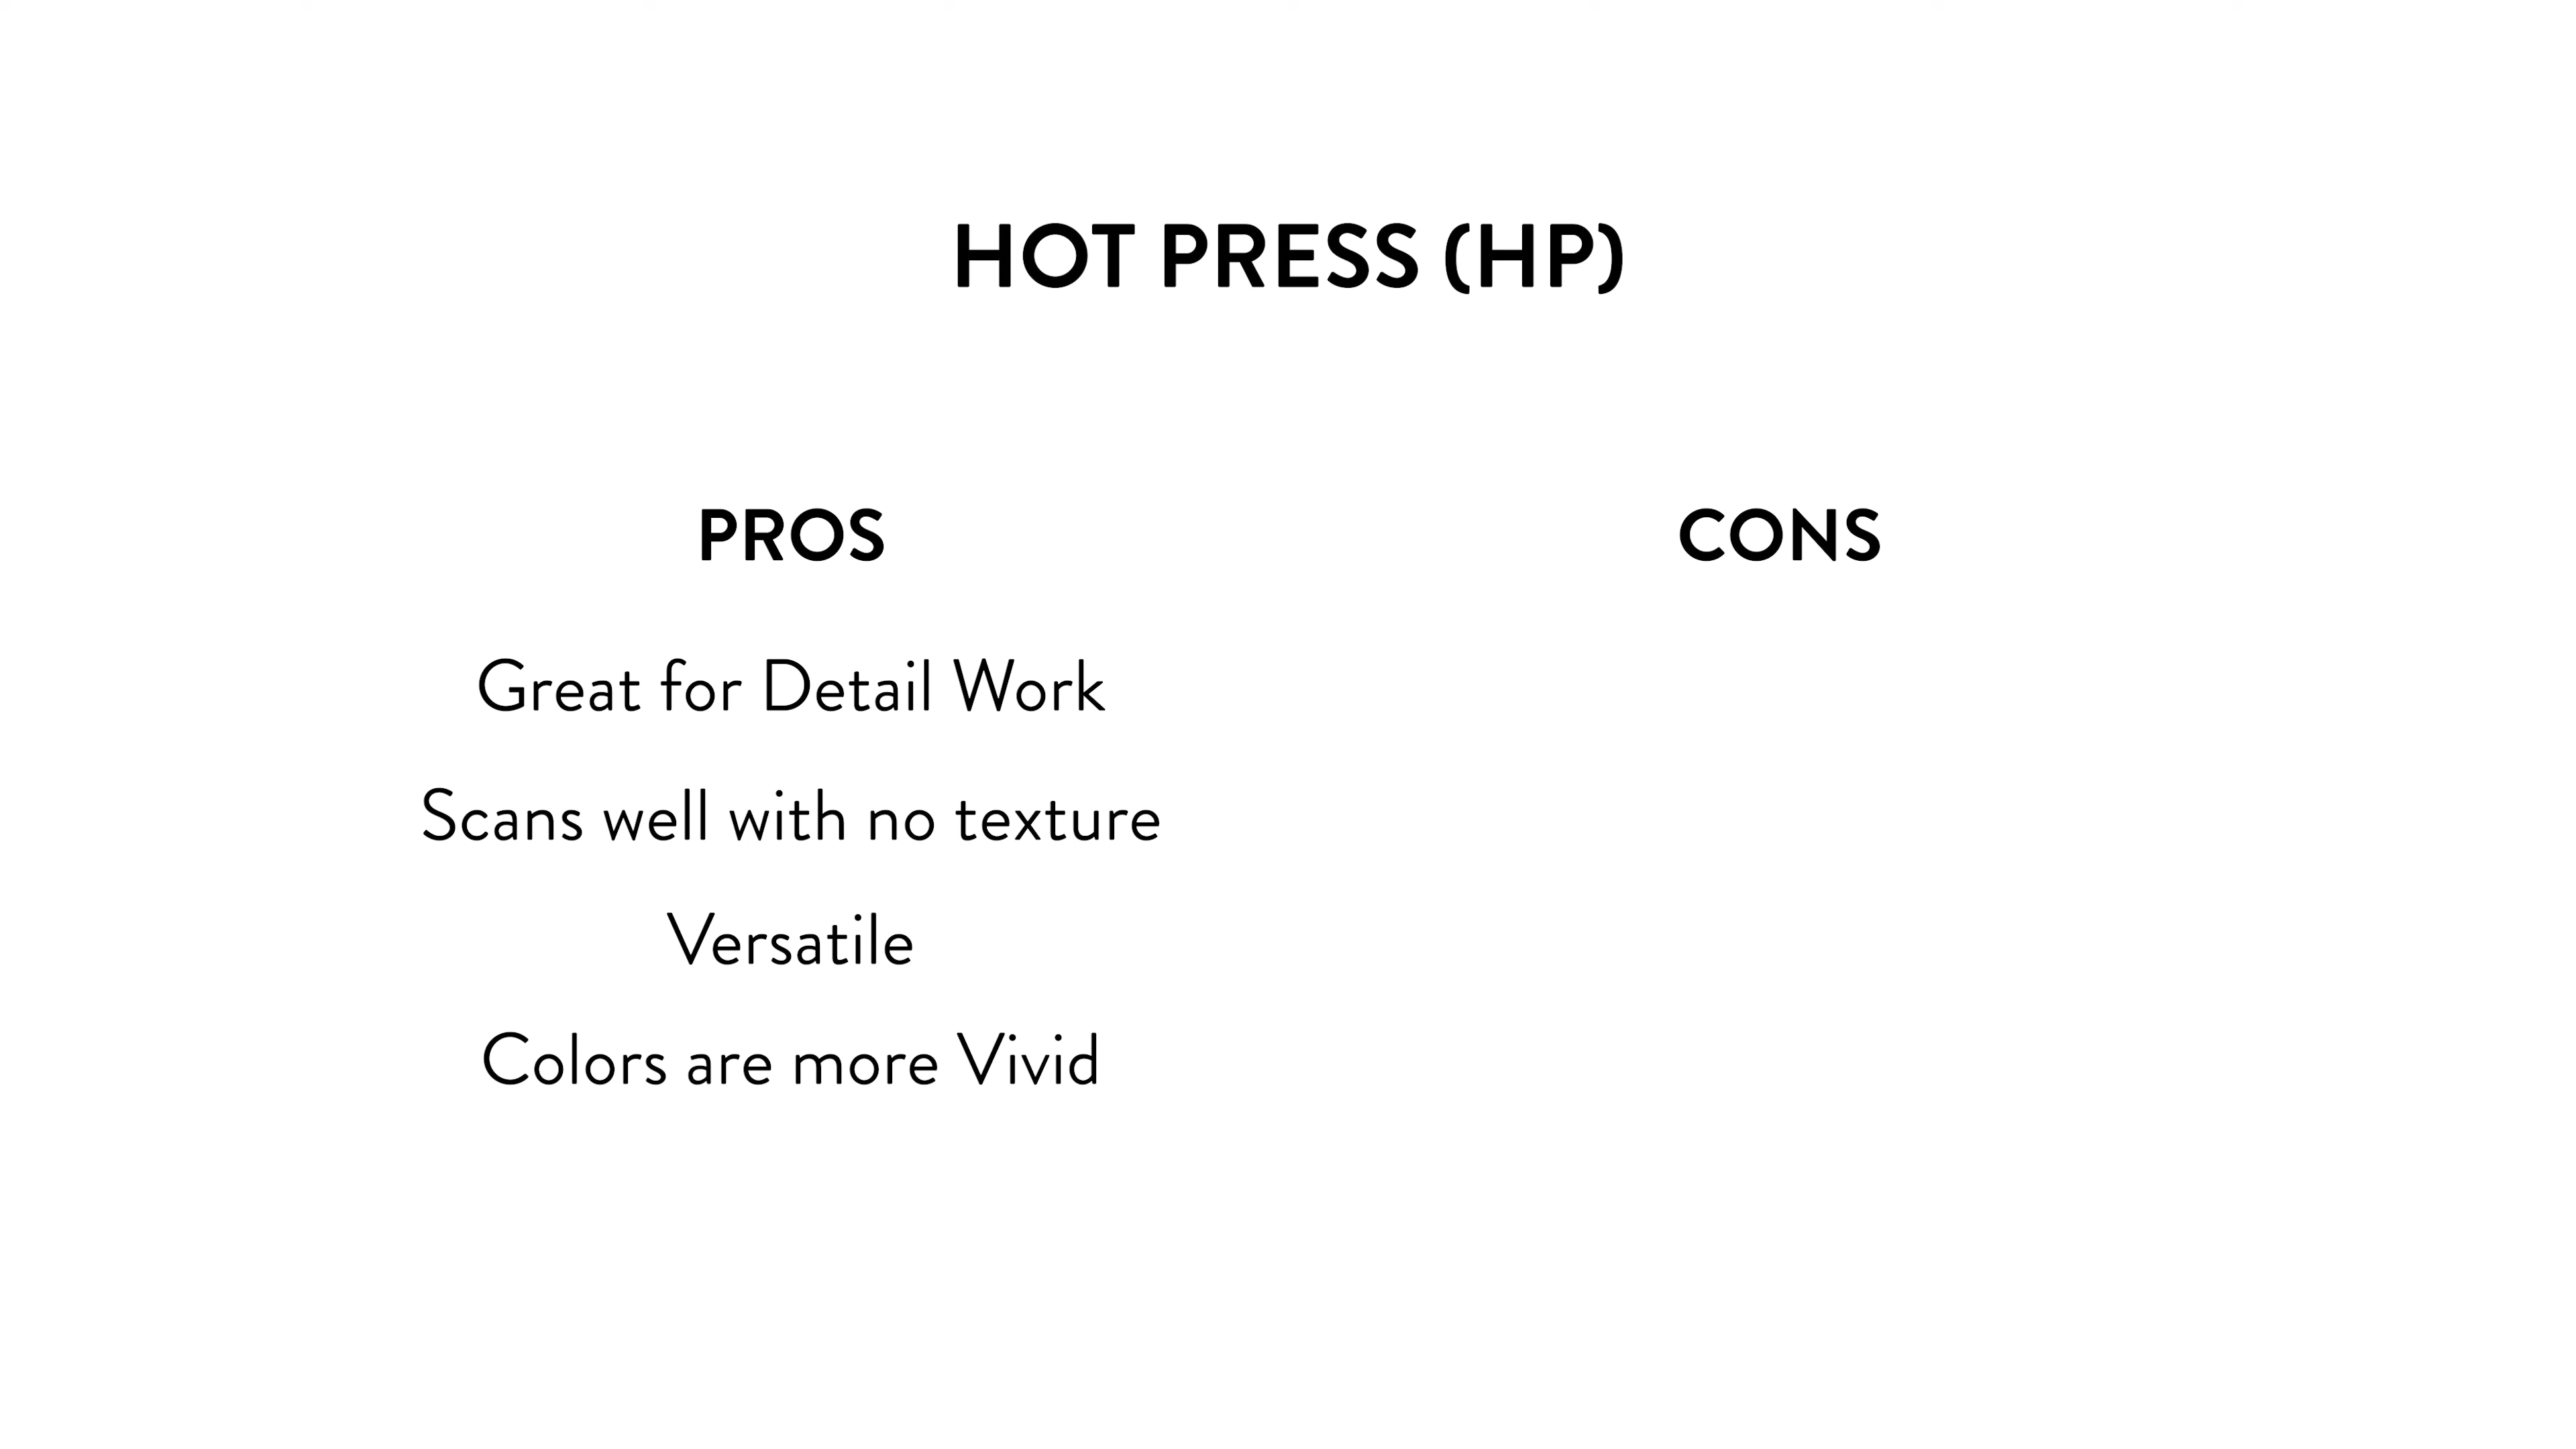 HOT PRESS (HP)
PROS
CONS
Great for Detail Work
Scans well with no texture
Versatile
Colors are more Vivid